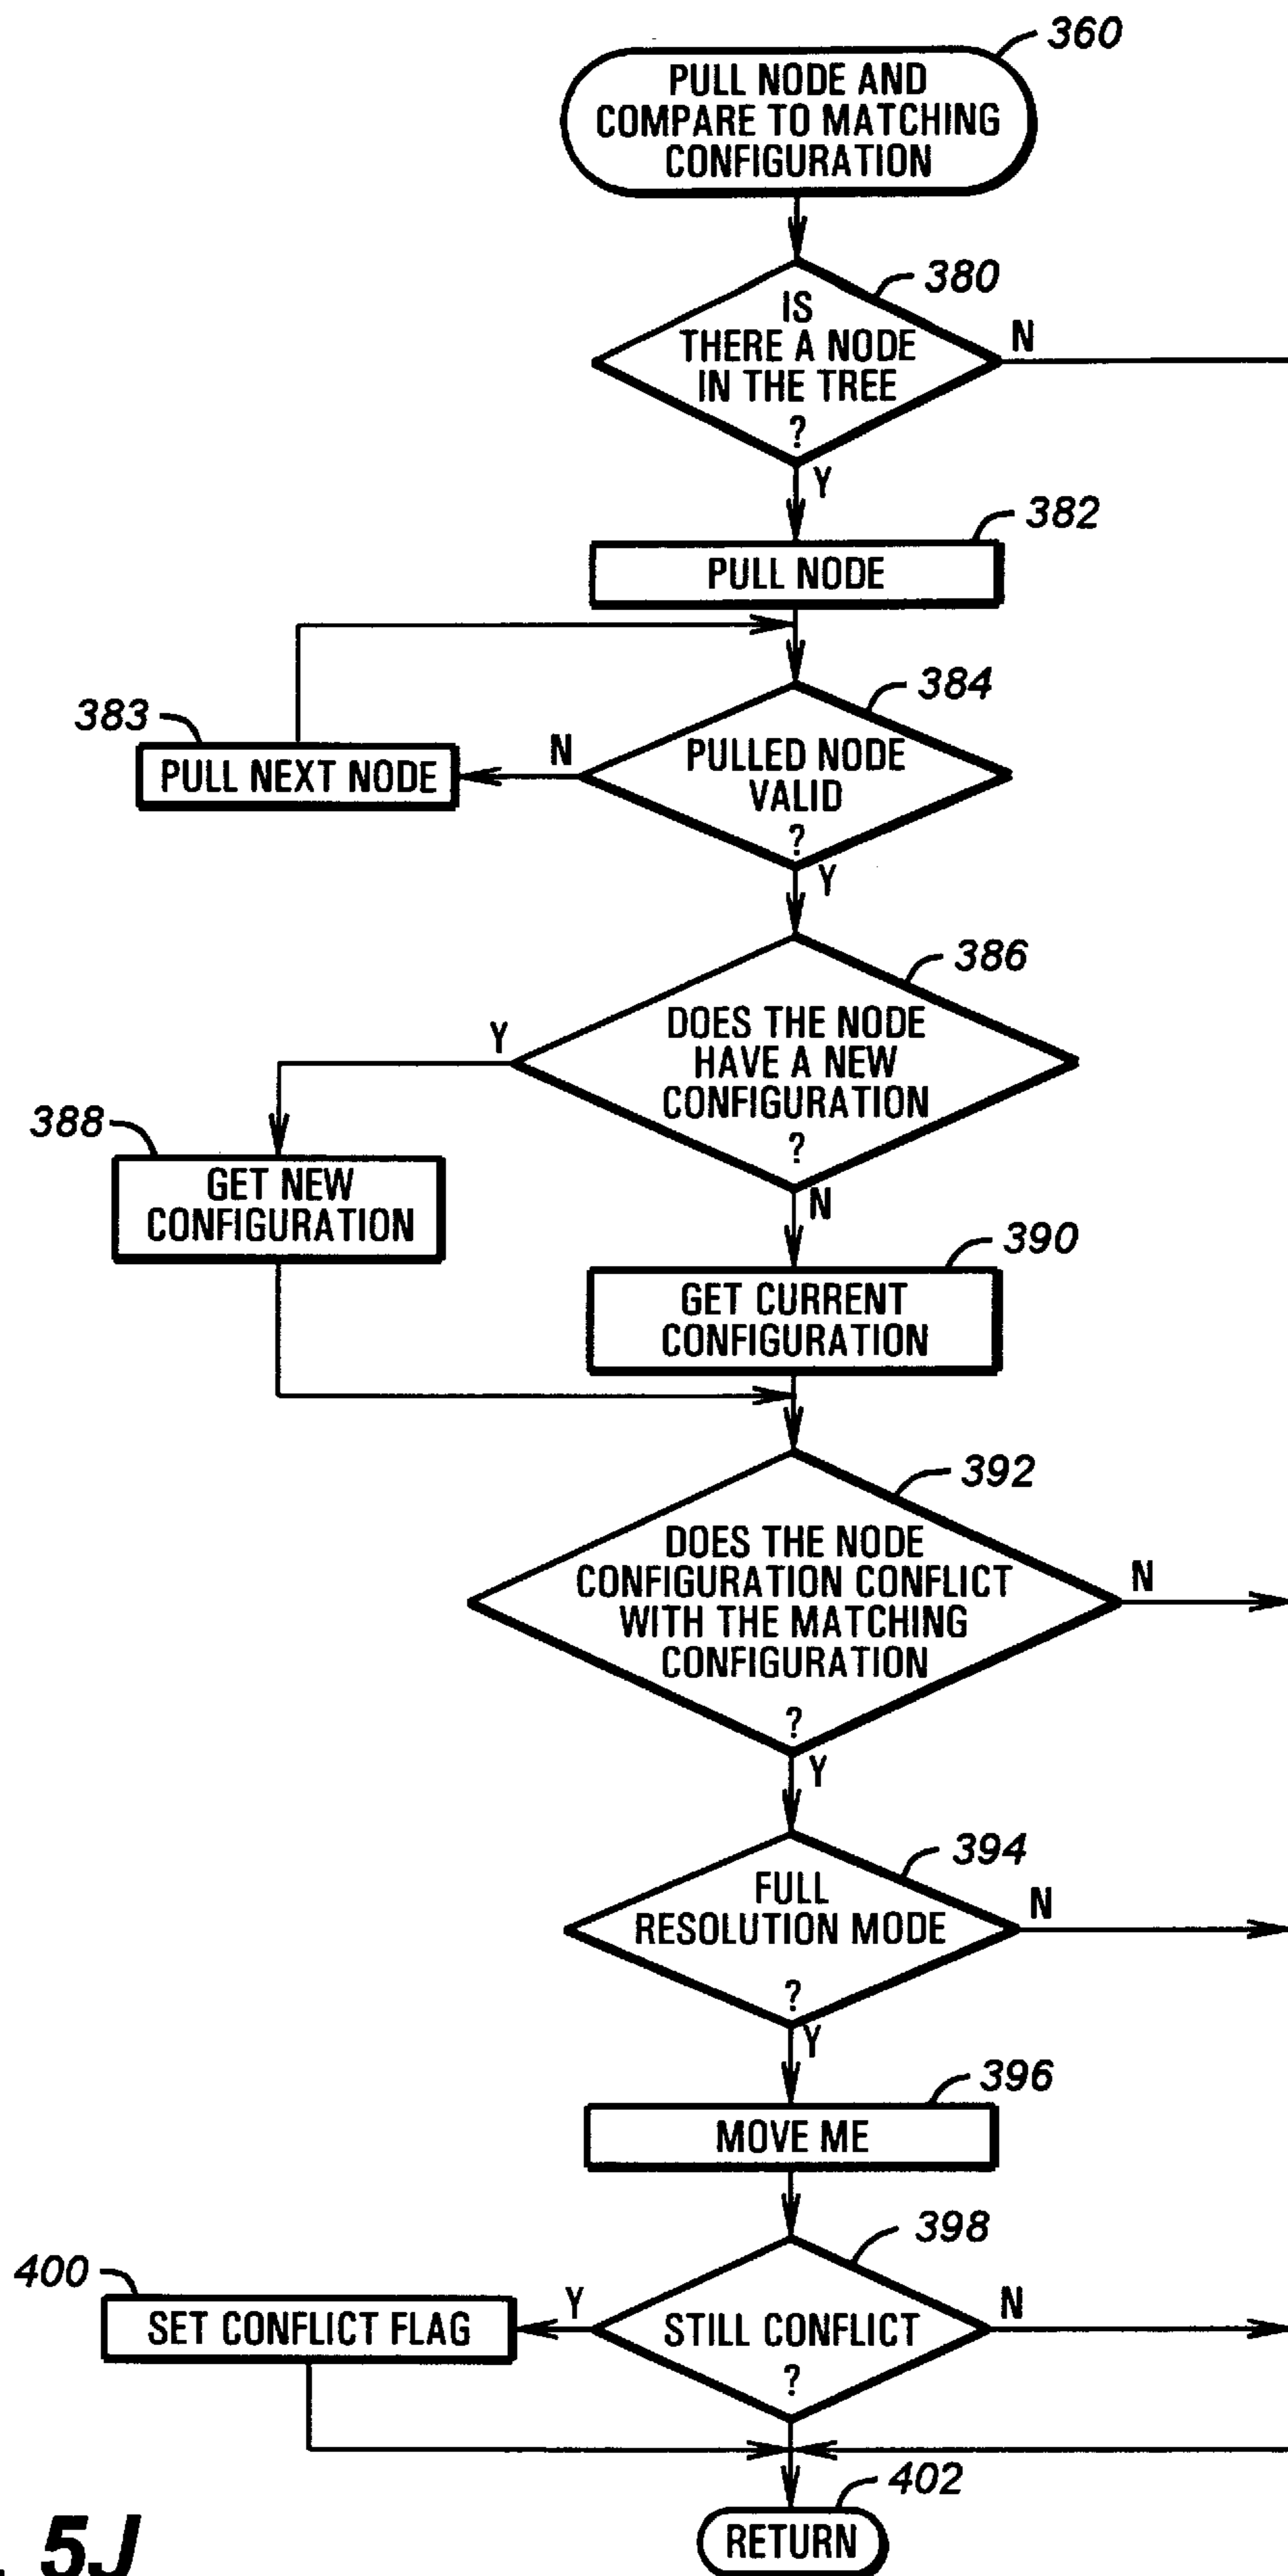 360
PULL NODE AND
COMPARE TO MATCHING
CONFIGURATION
380
IS
THERE A NODE
IN THE TREE
?
N
Y
382
PULL NODE
384
383
PULL NEXT NODE
N
PULLED NODE
VALID
?
Y
386
DOES THE NODE
HAVE A NEW
CONFIGURATION
?
Y
N
388
GET NEW
CONFIGURATION
390
GET CURRENT
CONFIGURATION
392
DOES THE NODE
CONFIGURATION CONFLICT
WITH THE MATCHING
CONFIGURATION
?
N
Y
394
FULL
RESOLUTION MODE
?
N
Y
396
MOVE ME
398
400
SET CONFLICT FLAG
Y
STILL CONFLICT
?
N
402
RETURN
. 5J